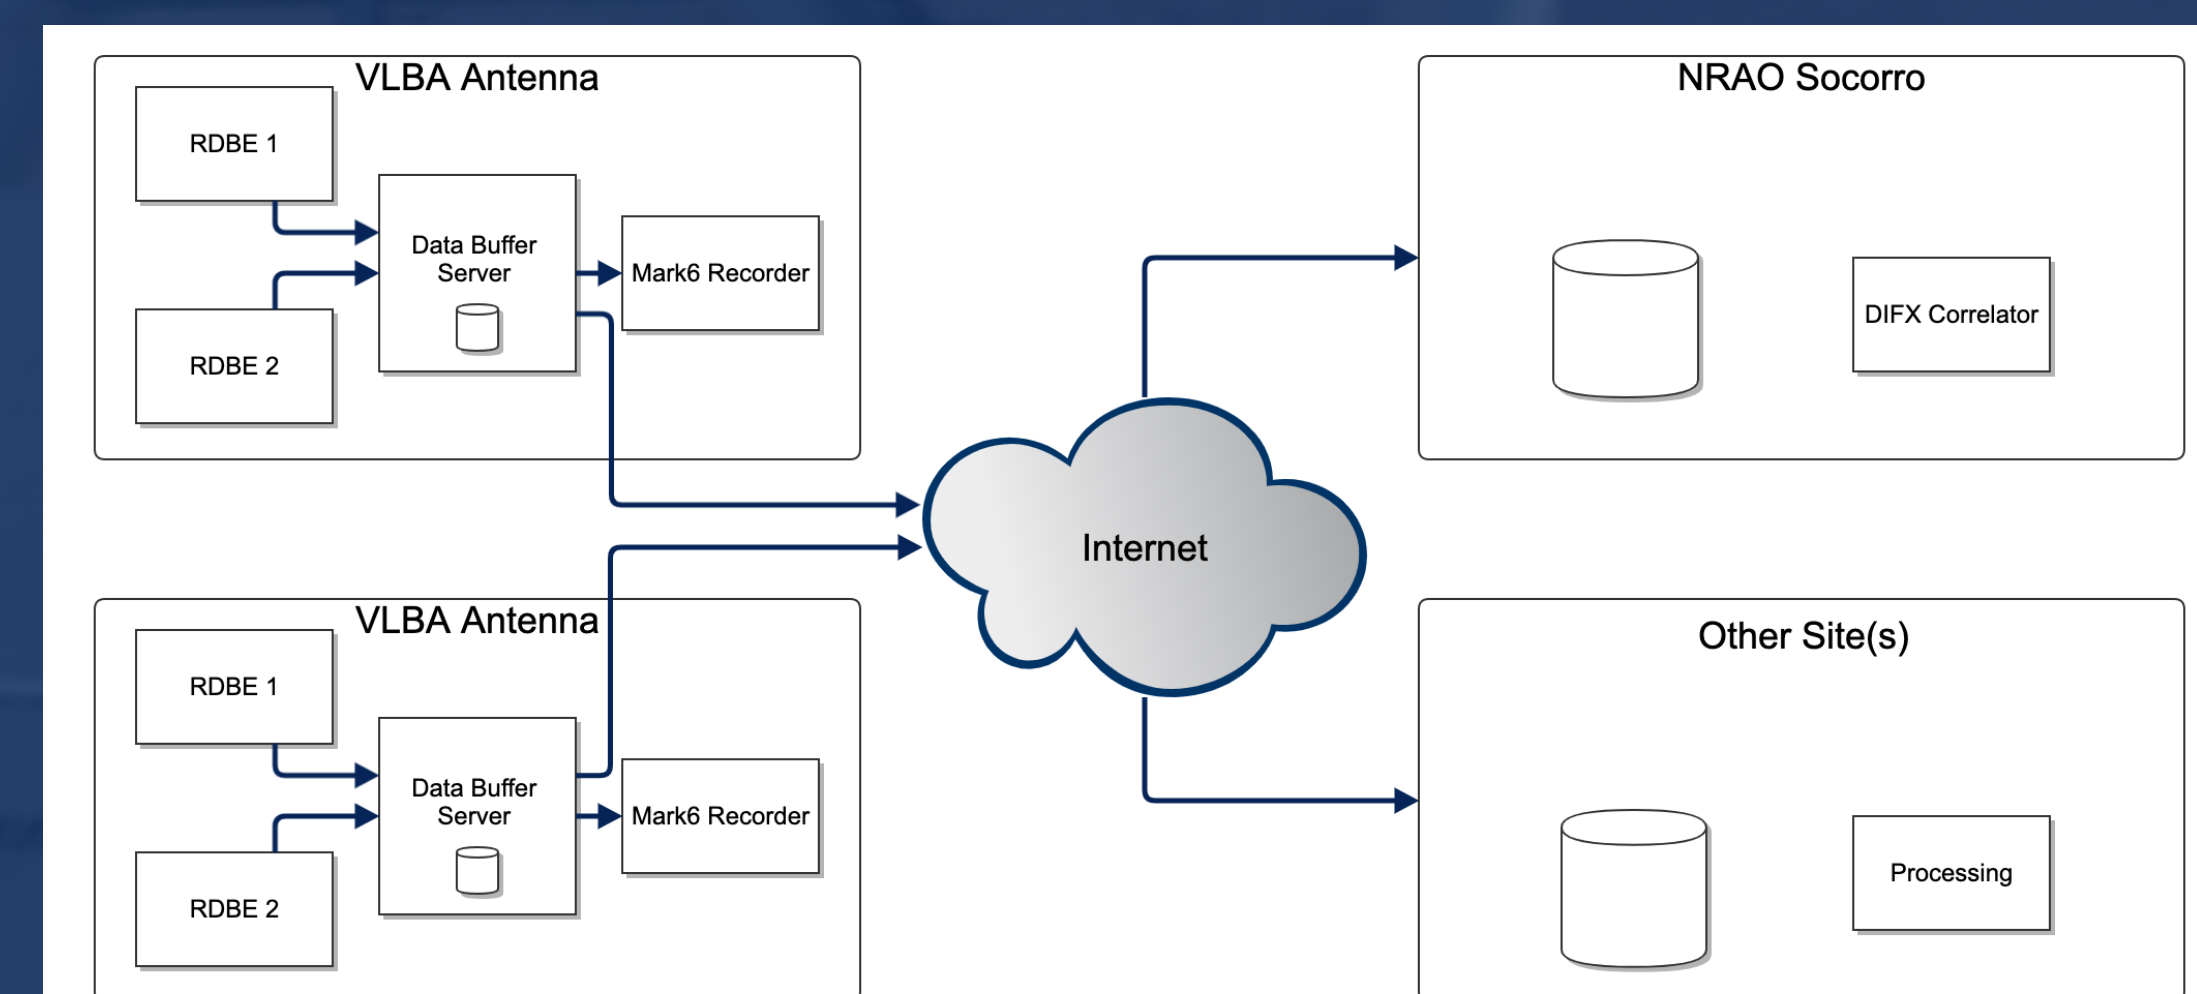 VLBA Antenna
RDBE 1
Data Buffer
Server
Mark6 Recorder
RDBE 2
VLBA Antenna
RDBE 1
Data Buffer
Server
Mark6 Recorder
RDBE 2
Internet
NRAO Socorro
DIFX Correlator
Other Site(s)
Processing